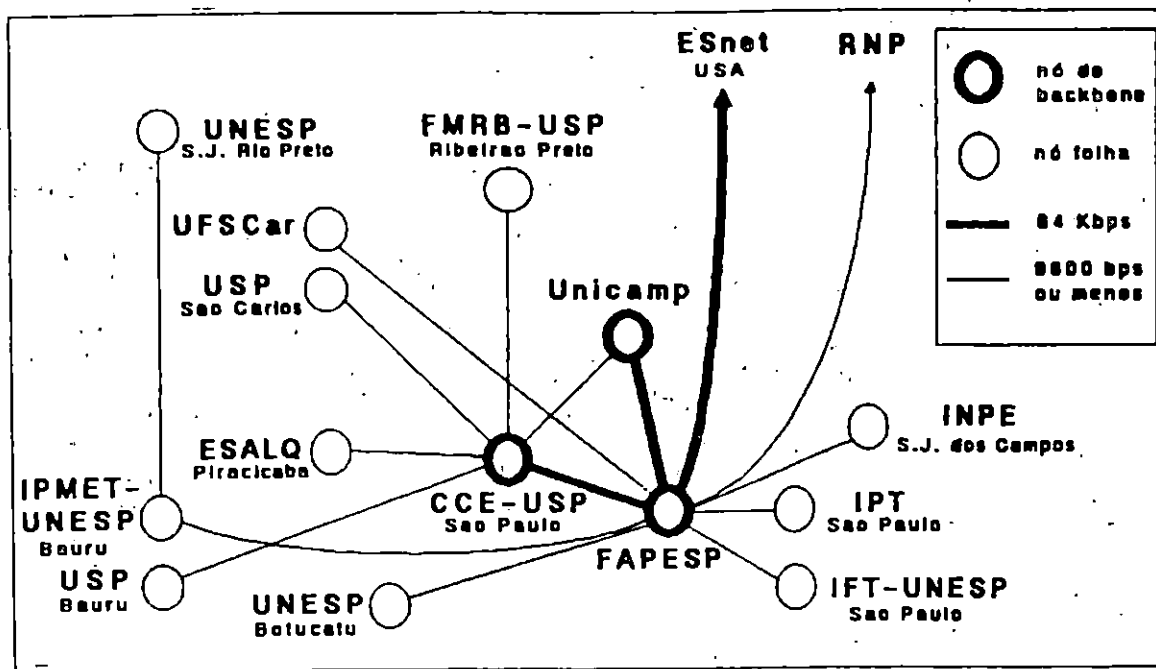 ESnet
USA
RNP
nó de
backbone
nó folha
64 Kbps
9600 bps
ou menos
UNESP
S.J. Rio Preto
FMRB-USP
Ribeirao Preto
UFSCar
USP
Sao Carlos
Unicamp
INPE
S.J. dos Campos
ESALQ
Piracicaba
IPMET-
UNESP
Bauru
CCE-USP
Sao Paulo
IPT
Sao Paulo
FAPESP
USP
Bauru
UNESP
Botucatu
IFT-UNESP
Sao Paulo